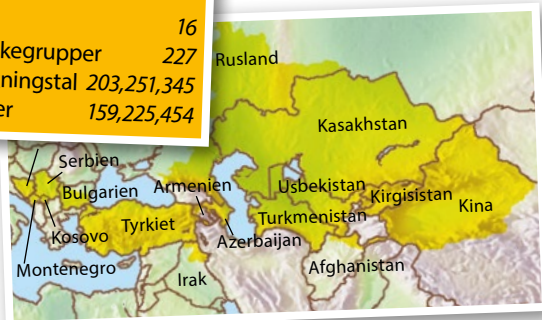 16
kegrupper 227
ningstal 203,251,345
er 159,225,454
Rusland
Kasakhstan
Serbien
Bulgarien
Armenien
Usbekistan
Kirgisistan
Kina
Tyrkiet
Turkmenistan
Kosovo
Azerbaijan
Montenegro
Irak
Afghanistan